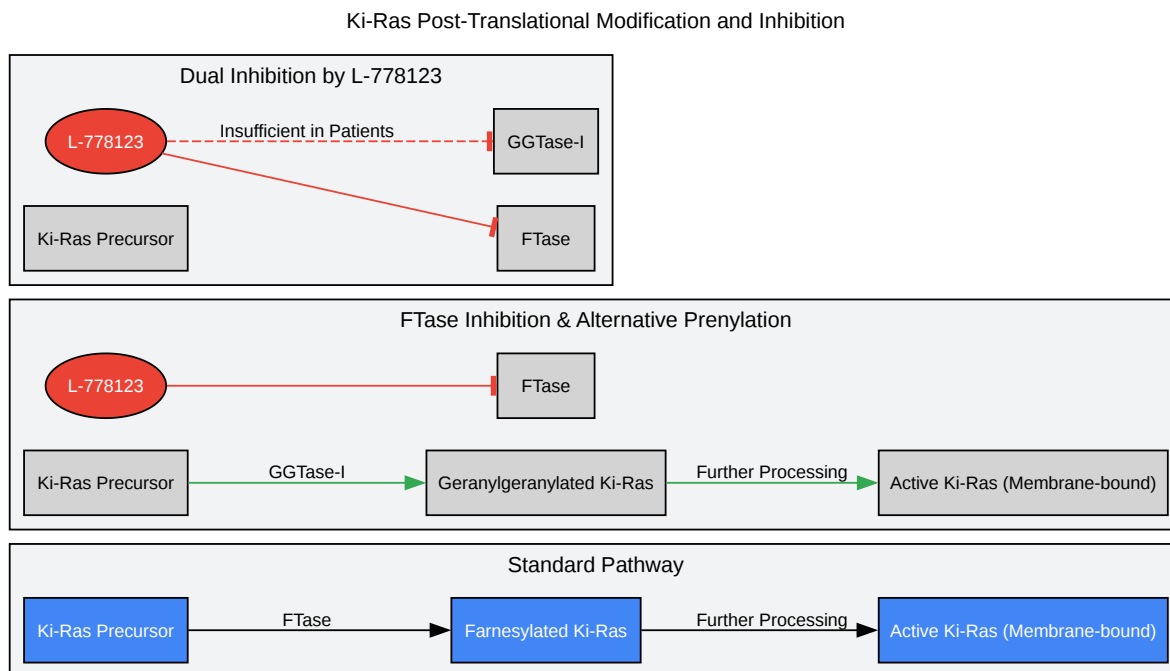 Ki-Ras Post-Translational Modification and Inhibition
Dual Inhibition by L-778123
L-778123
Insufficient in Patients
GGTase-I
Ki-Ras Precursor
FTase
FTase Inhibition & Alternative Prenylation
L-778123
FTase
Ki-Ras Precursor
GGTase-I
Geranylgeranylated Ki-Ras
Further Processing
Active Ki-Ras (Membrane-bound)
Standard Pathway
Ki-Ras Precursor
FTase
Farnesylated Ki-Ras
Further Processing
Active Ki-Ras (Membrane-bound)